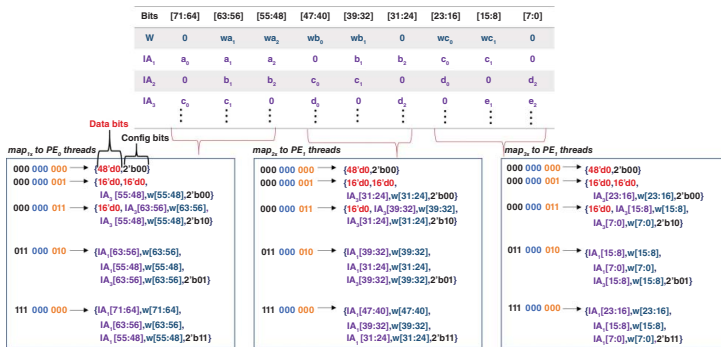 Bits [71:64] [63:56] [55:48] [47:40] [39:32] [31:24] [23:16] [15:8] [7:0]
W 0 wa₁ wa₂ wb₀ wb₁ 0 wc₀ wc₁ 0
IA₁ a₀ a₁ a₂ 0 b₁ b₂ c₀ c₁ 0
IA₂ 0 b₁ b₂ c₀ c₁ 0 d₀ 0 d₂
IA₃ c₀ c₁ 0 d₀ 0 d₂ 0 e₁ e₂
Data bits
Config bits
map₁ₓ to PE₀ threads
000 000 000 {48'd0,2'b00}
000 000 001 {16'd0,16'd0,
IA₃ [55:48],w[55:48],2'b00}
000 000 011 {16'd0, IA₃[63:56],w[63:56],
IA₃ [55:48],w[55:48],2'b10}
011 000 010 {IA₁[63:56],w[63:56],
IA₁[55:48],w[55:48],
IA₃[63:56],w[63:56],2'b01}
111 000 000 {IA₁[71:64],w[71:64],
IA₁[63:56],w[63:56],
IA₁ [55:48],w[55:48],2'b11}
map₂ₓ to PE₁ threads
000 000 000 {48'd0,2'b00}
000 000 001 {16'd0,16'd0,
IA₃[31:24],w[31:24],2'b00}
000 000 011 {16'd0,IA₃[39:32],w[39:32],
IA₃[31:24],w[31:24],2'b10}
011 000 010 {IA₁[39:32],w[39:32],
IA₁[31:24],w[31:24],
IA₃[39:32],w[39:32],2'b01}
111 000 000 {IA₁[47:40],w[47:40],
IA₁[39:32],w[39:32],
IA₁ [31:24],w[31:24],2'b11}
map₂ₓ to PE₁ threads
000 000 000 {48'd0,2'b00}
000 000 001 {16'd0,16'd0,
IA₃[23:16],w[23:16],2'b00}
000 000 011 {16'd0, IA₃[15:8],w[15:8],
IA₃[7:0],w[7:0],2'b10}
011 000 010 {IA₁[15:8],w[15:8],
IA₁[7:0],w[7:0],
IA₃[15:8],w[15:8],2'b01}
111 000 000 {IA₁[23:16],w[23:16],
IA₁[15:8],w[15:8],
IA₁[7:0],w[7:0],2'b11}